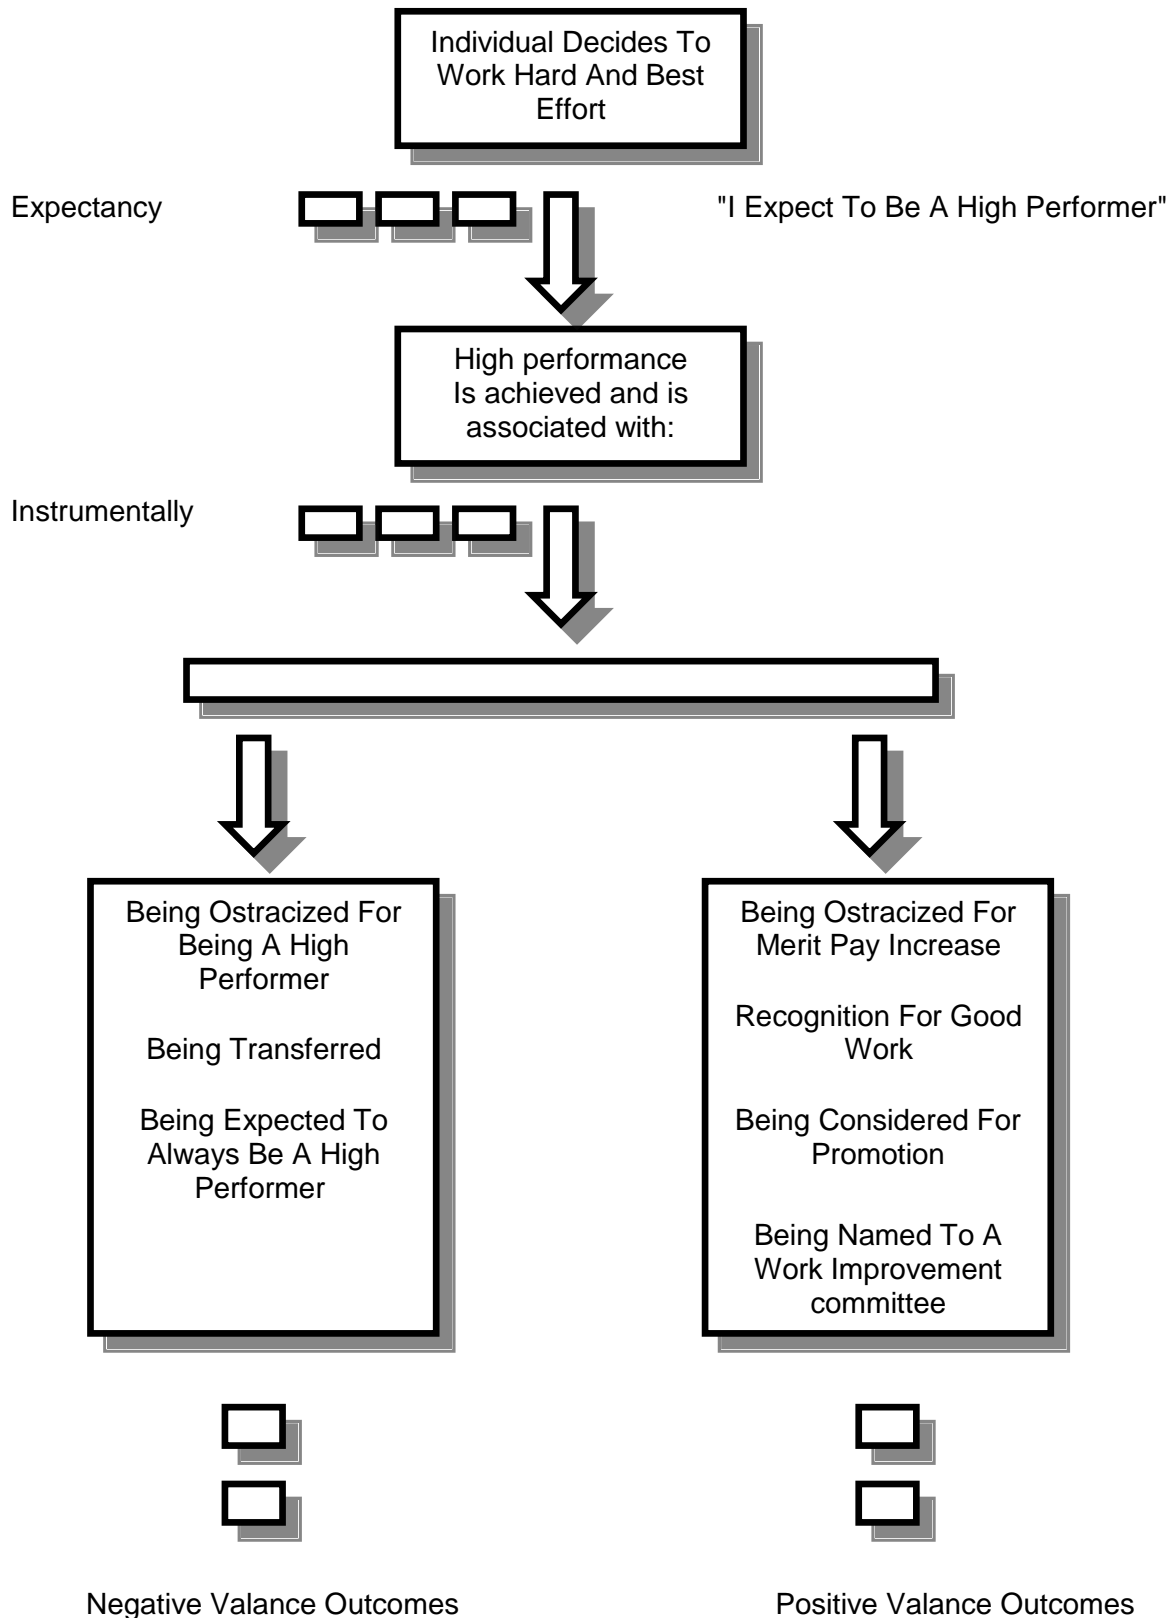 Individual Decides To
Work Hard And Best
Effort
Expectancy
"I Expect To Be A High Performer"
High performance
Is achieved and is
associated with:
Instrumentally
Being Ostracized For
Being A High
Performer
Being Transferred
Being Expected To
Always Be A High
Performer
Being Ostracized For
Merit Pay Increase
Recognition For Good
Work
Being Considered For
Promotion
Being Named To A
Work Improvement
committee
Negative Valance Outcomes
Positive Valance Outcomes